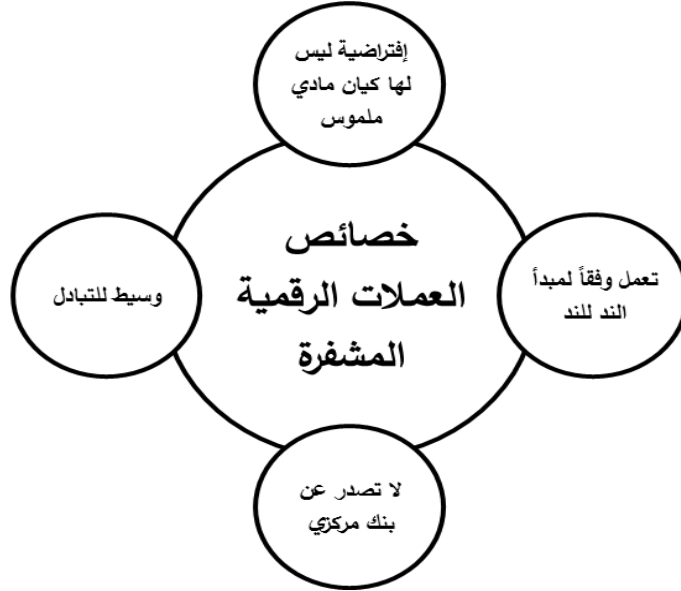 إفتراضية ليس
لها كيان مادي
ملموس
خصائص
العملات الرقمية
المشفرة
تعمل وفقاً لمبدأ
الند للند
وسيط للتبادل
لا تصدر عن
بنك مركزي